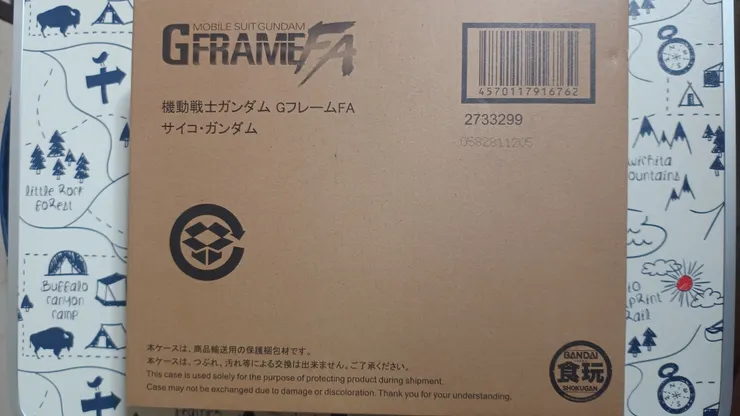 MOBILE SUIT GUNDAM
GFRAMEFA
4570117916762
機動戦士ガンダム GフレームFA
サイコ・ガンダム
2733299
0582811205
本ケースは、商品輸送用の保護梱包材です。
本ケースは、つぶれ、汚れ等による交換は出来ません。ご了承ください。
This case is used solely for the purpose of protecting product during shipment.
Case may not be exchanged due to damage or discoloration. Thank you for your understanding.
BANDAI
食玩
SHOKUGAN
little Rock
forest
Buffalo
canyon
camp
wichita
ountains
print